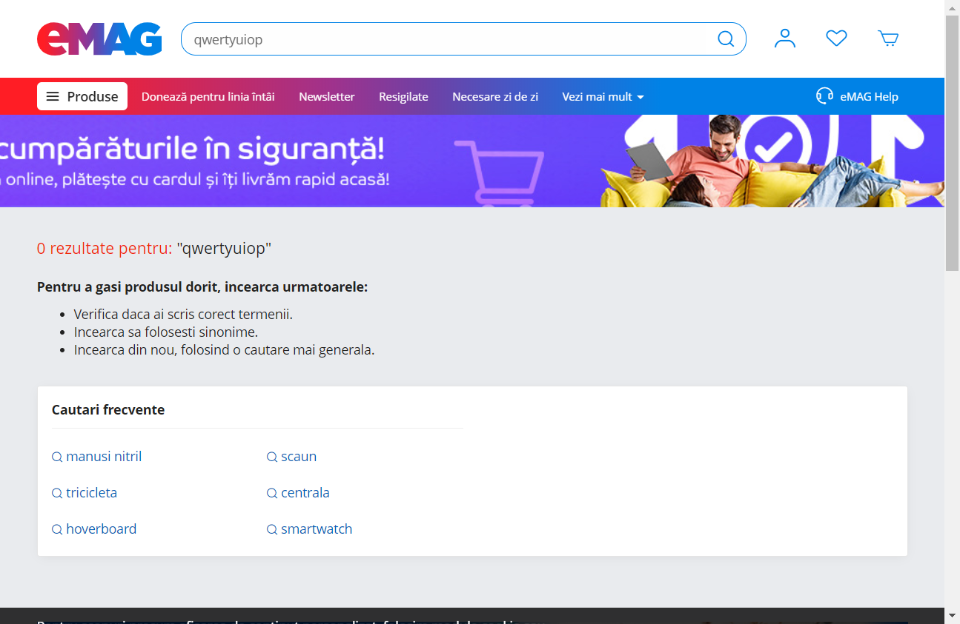 eMAG
qwertyuiop
Produse
Donează pentru linia întâi
Newsletter
Resigilate
Necesare zi de zi
Vezi mai mult
eMAG Help
cumpărăturile în siguranță!
online, plătește cu cardul și îți livrăm rapid acasă!
0 rezultate pentru: "qwertyuiop"
Pentru a gasi produsul dorit, incearca urmatoarele:
Verifica daca ai scris corect termenii.
Incearca sa folosesti sinonime.
Incearca din nou, folosind o cautare mai generala.
Cautari frecvente
manusi nitril
scaun
tricicleta
centrala
hoverboard
smartwatch